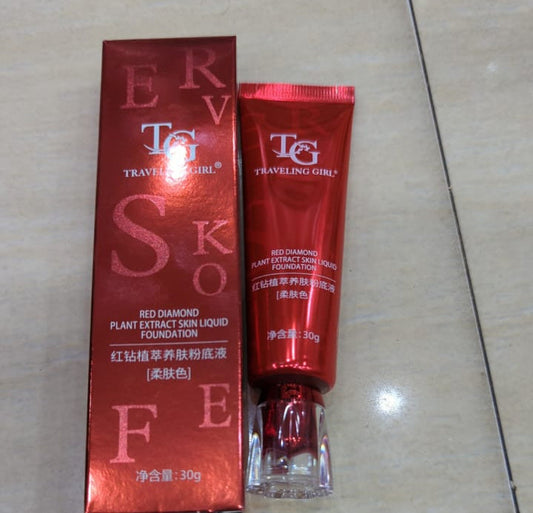 E
R
V
TG
TRAVELING GIRL®
S
K
O
RED DIAMOND
PLANT EXTRACT SKIN LIQUID
FOUNDATION
红钻植萃养肤粉底液
[柔肤色]
F
E
净含量:30g
TG
TRAVELING GIRL®
RED DIAMOND
PLANT EXTRACT SKIN LIQUID
FOUNDATION
红钻植萃养肤粉底液
[柔肤色]
净含量:30g